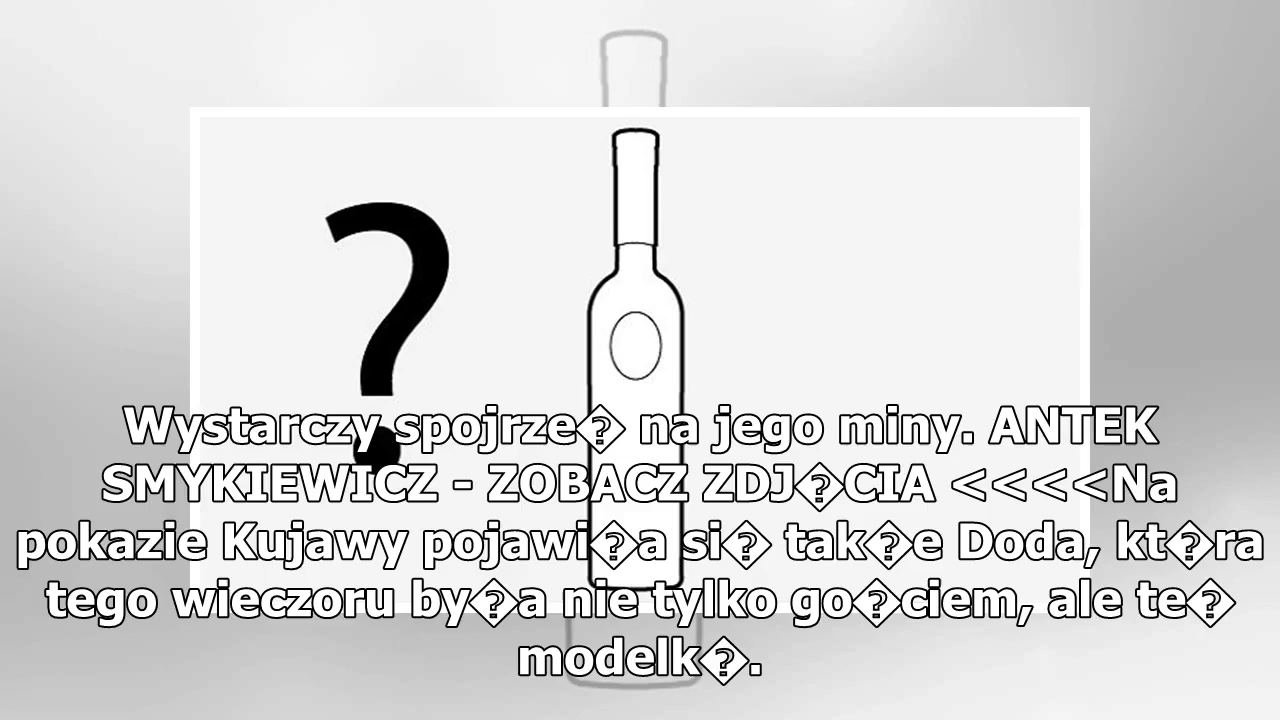 ?
Wystarczy spojrze� na jego miny. ANTEK
SMYKIEWICZ - ZOBACZ ZDJ�CIA <<<<Na
pokazie Kujawy pojawi�a si� tak�e Doda, kt�ra
tego wieczoru by�a nie tylko go�ciem, ale te�
modelk�.